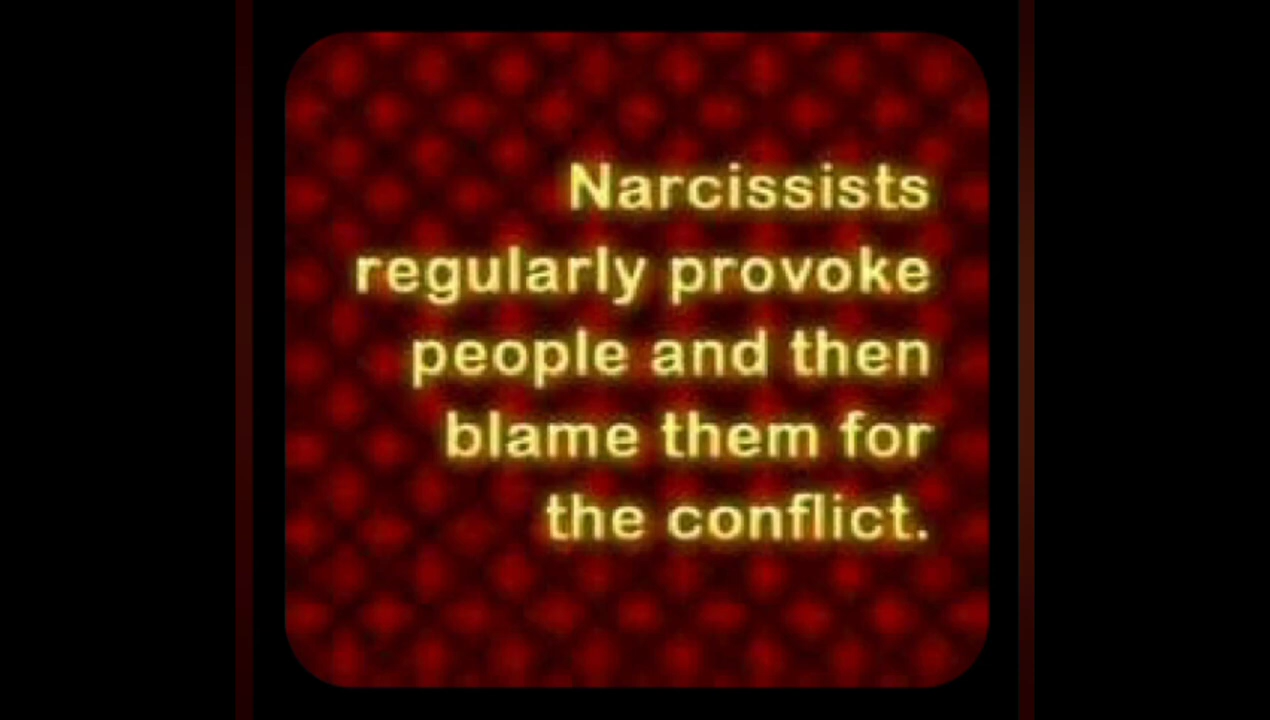 Narcissists
regularly provoke
people and then
blame them for
the conflict.